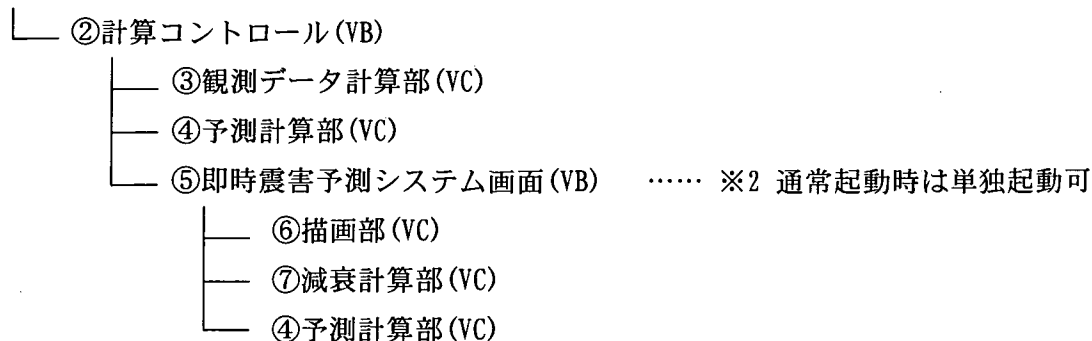 ②計算コントロール(VB)
③観測データ計算部(VC)
④予測計算部(VC)
⑤即時震害予測システム画面(VB) …… ※2 通常起動時は単独起動可
⑥描画部(VC)
⑦減衰計算部(VC)
④予測計算部(VC)